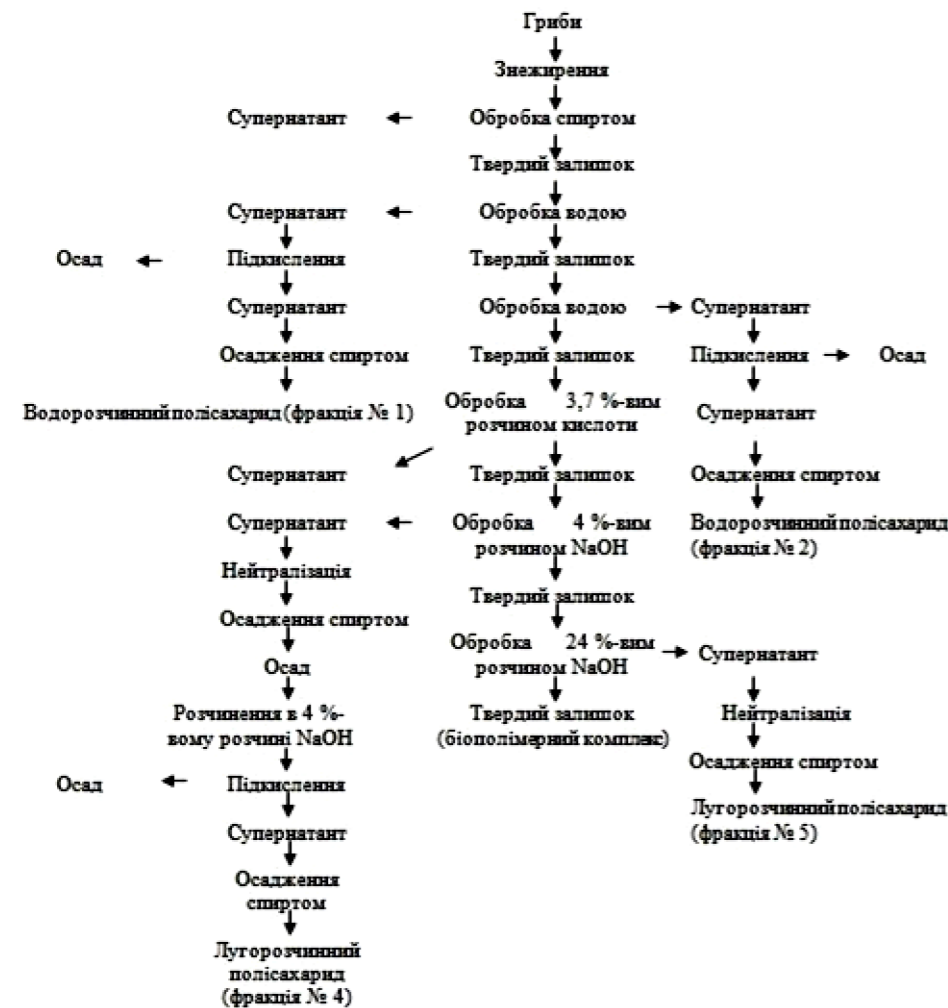 Гриби
Знежирення
Супернатант
Обробка спиртом
Твердий залишок
Супернатант
Обробка водою
Осад
Підкислення
Твердий залишок
Супернатант
Обробка водою
Супернатант
Осадження спиртом
Твердий залишок
Підкислення
Осад
Водорозчинний полісахарид (фракція № 1)
Обробка 3,7 %-вим
розчином кислоти
Супернатант
Супернатант
Твердий залишок
Осадження спиртом
Супернатант
Обробка 4 %-вим
розчином NaOH
Водорозчинний полісахарид
(фракція № 2)
Нейтралізація
Твердий залишок
Осадження спиртом
Обробка 24 %-вим
розчином NaOH
Супернатант
Осад
Розчинення в 4 %-
вому розчині NaOH
Твердий залишок
(біополімерний комплекс)
Нейтралізація
Осадження спиртом
Осад
Підкислення
Лугорозчинний полісахарид
(фракція № 5)
Супернатант
Осадження
спиртом
Лугорозчинний
полісахарид
(фракція № 4)